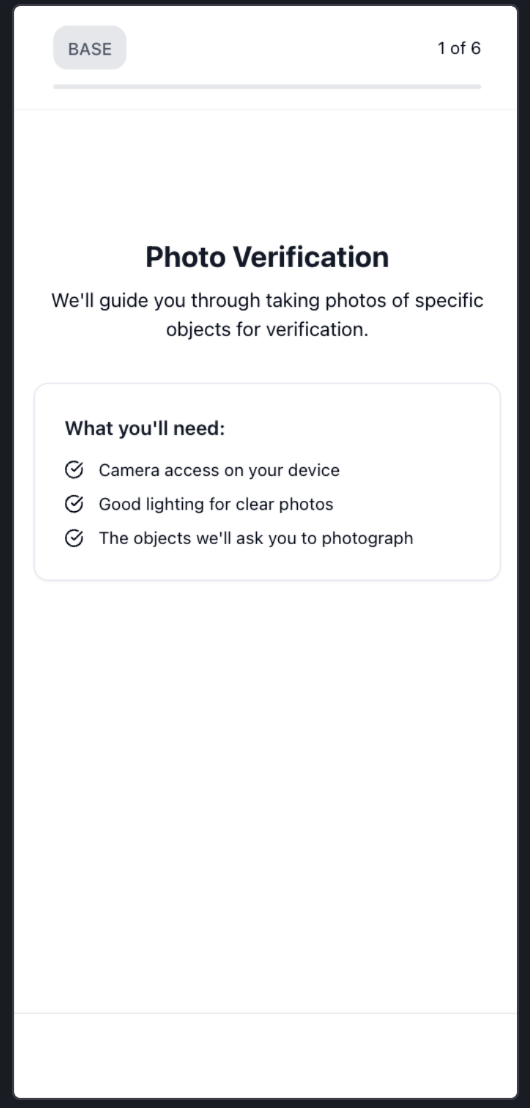 BASE
1 of 6
Photo Verification
We'll guide you through taking photos of specific
objects for verification.
What you'll need:
Camera access on your device
Good lighting for clear photos
The objects we'll ask you to photograph